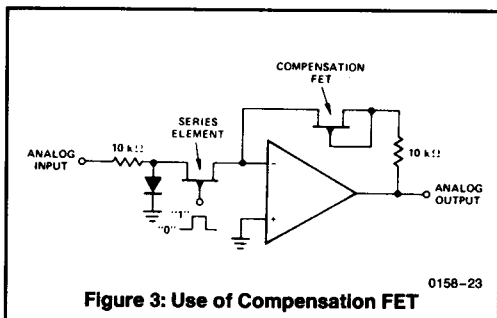 COMPENSATION
FET
SERIES
ELEMENT
10 kΩ
10 kΩ
ANALOG
INPUT
ANALOG
OUTPUT
−
+
"1"
"0"
0158–23
Figure 3: Use of Compensation FET